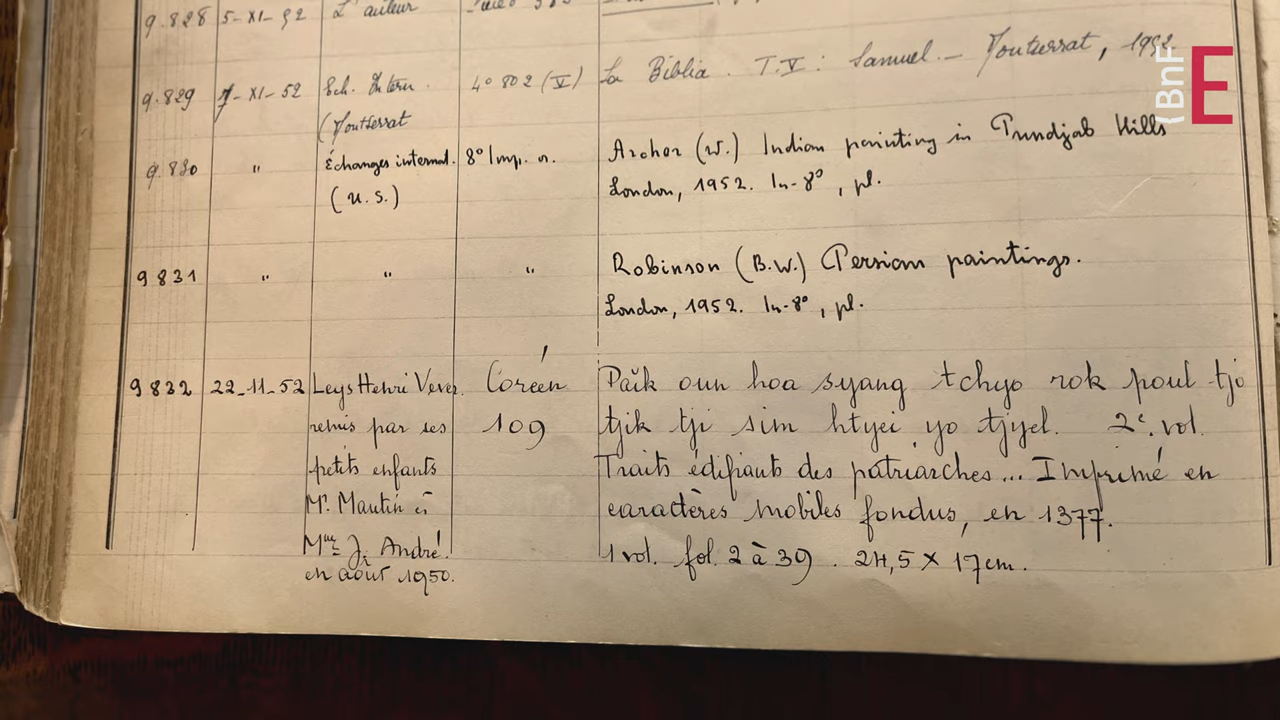 9.828 5-XI-52 L'auteur
9.829 7-XI-52 Ech. Intern. 4° 802 (V) La Biblia. T.V: Samuel.- Montserrat, 1952
(Montserrat
9.830 " Échanges internat. 8° Imp. or. Archer (W.) Indian painting in Pundjab Hills
(U.S.) London, 1952. In-8°, pl.
9831 " " " Robinson (B.W.) Persian paintings.
London, 1952. In-8°, pl.
9832 22-11-52 Legs Henri Vever Coréen Païk oun hoa syang tchyo rok poul tjo
remis par ses 109 tjik tji sim htyei yo tjyel. 2e. vol.
petits enfants Traits édifiants des patriarches... Imprimé en
Mr. Mautin et caractères mobiles fondus, en 1377.
Mme J. André 1 vol. fol. 2 à 39. 24,5 x 17cm.
en août 1950.
(BnF E